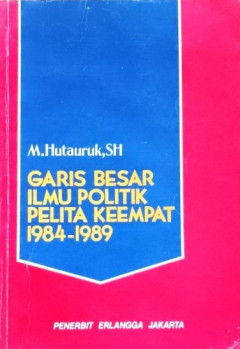 M.Hutauruk,SH
GARIS BESAR
ILMU POLITIK
PELITA KEEMPAT
1984-1989
PENERBIT ERLANGGA JAKARTA